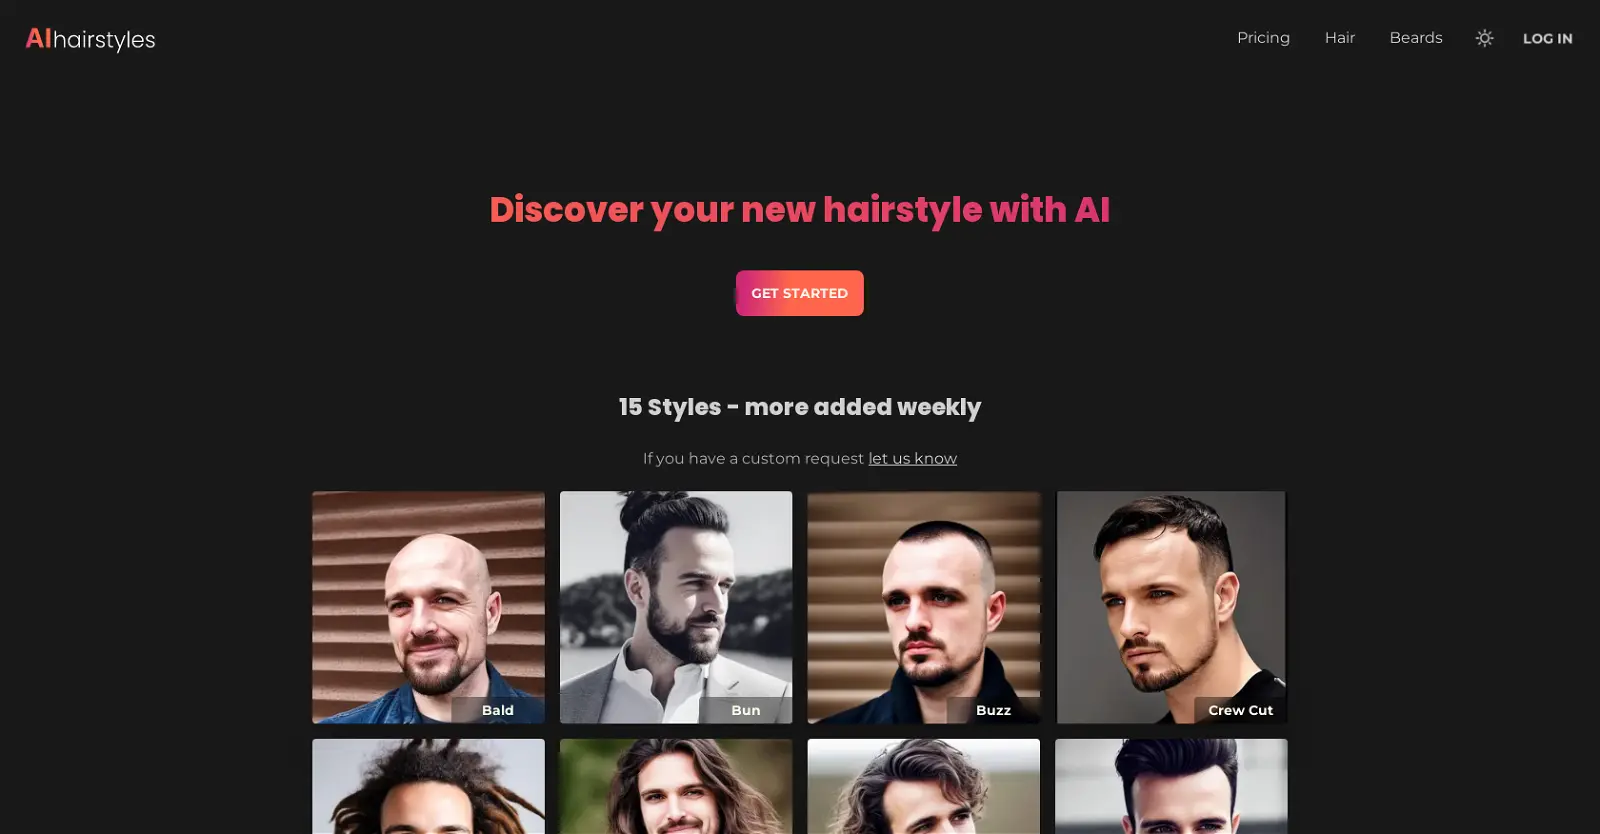 AIhairstyles
Pricing Hair Beards LOG IN
Discover your new hairstyle with AI
GET STARTED
15 Styles - more added weekly
If you have a custom request let us know
Bald
Bun
Buzz
Crew Cut